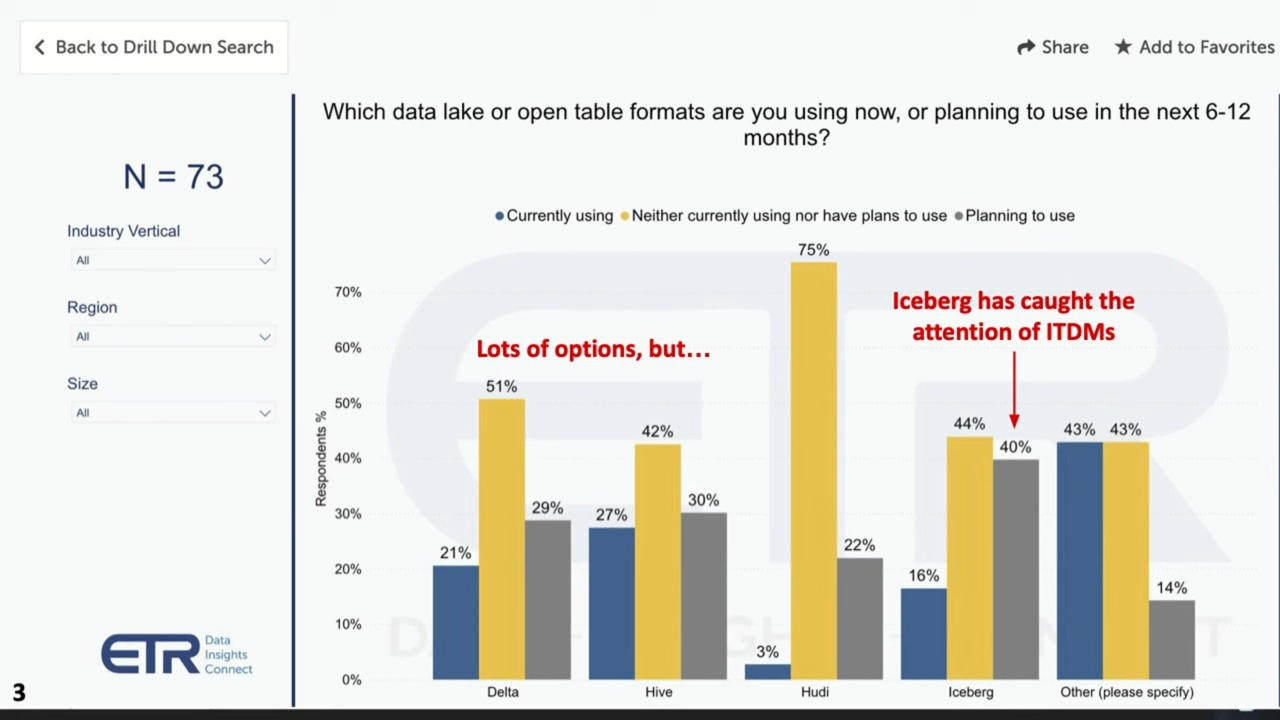 Back to Drill Down Search
Share
Add to Favorites
N = 73
Industry Vertical
All
Region
All
Size
All
ETR Data
Insights
Connect
3
Which data lake or open table formats are you using now, or planning to use in the next 6-12
months?
Currently using
Neither currently using nor have plans to use
Planning to use
Lots of options, but...
Iceberg has caught the
attention of ITDMs
Respondents %
70%
60%
50%
40%
30%
20%
10%
0%
21%
51%
29%
27%
42%
30%
3%
75%
22%
16%
44%
40%
43%
43%
14%
Delta
Hive
Hudi
Iceberg
Other (please specify)